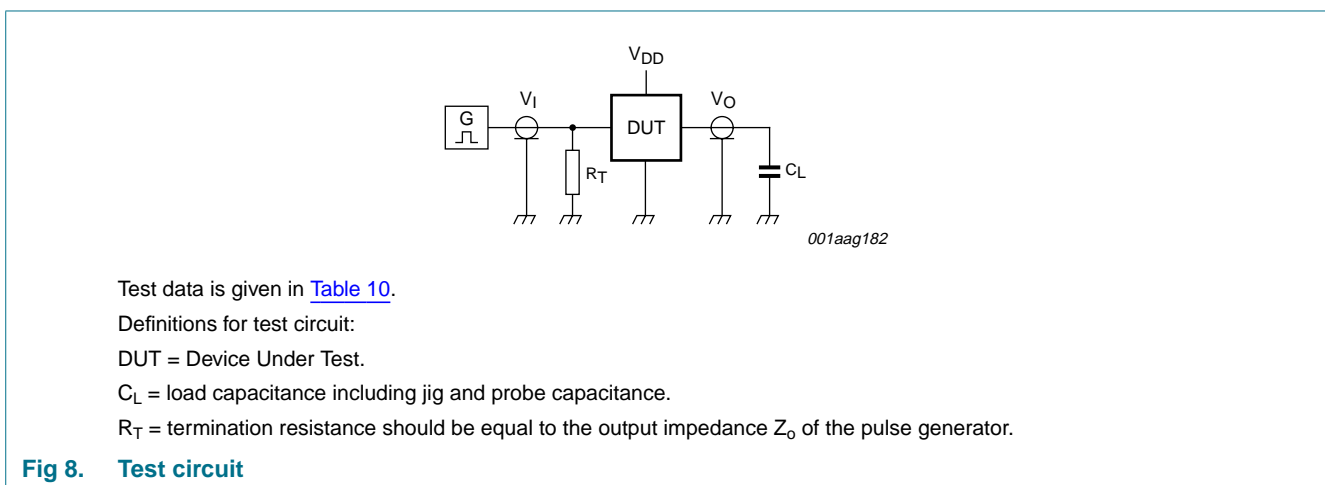 VDD
VI
VO
G
DUT
RT
CL
001aag182
Test data is given in Table 10.
Definitions for test circuit:
DUT = Device Under Test.
CL = load capacitance including jig and probe capacitance.
RT = termination resistance should be equal to the output impedance Zo of the pulse generator.
Fig 8. Test circuit